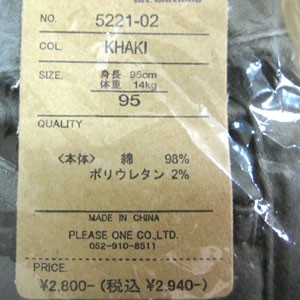 NO. 5221-02
COL. KHAKI
SIZE. 身長 95cm
体重 14kg
95
QUALITY
<本体> 綿 98%
ポリウレタン 2%
MADE IN CHINA
PLEASE ONE CO.,LTD.
052-910-8511
PRICE.
¥2,800-(税込 ¥2,940-)